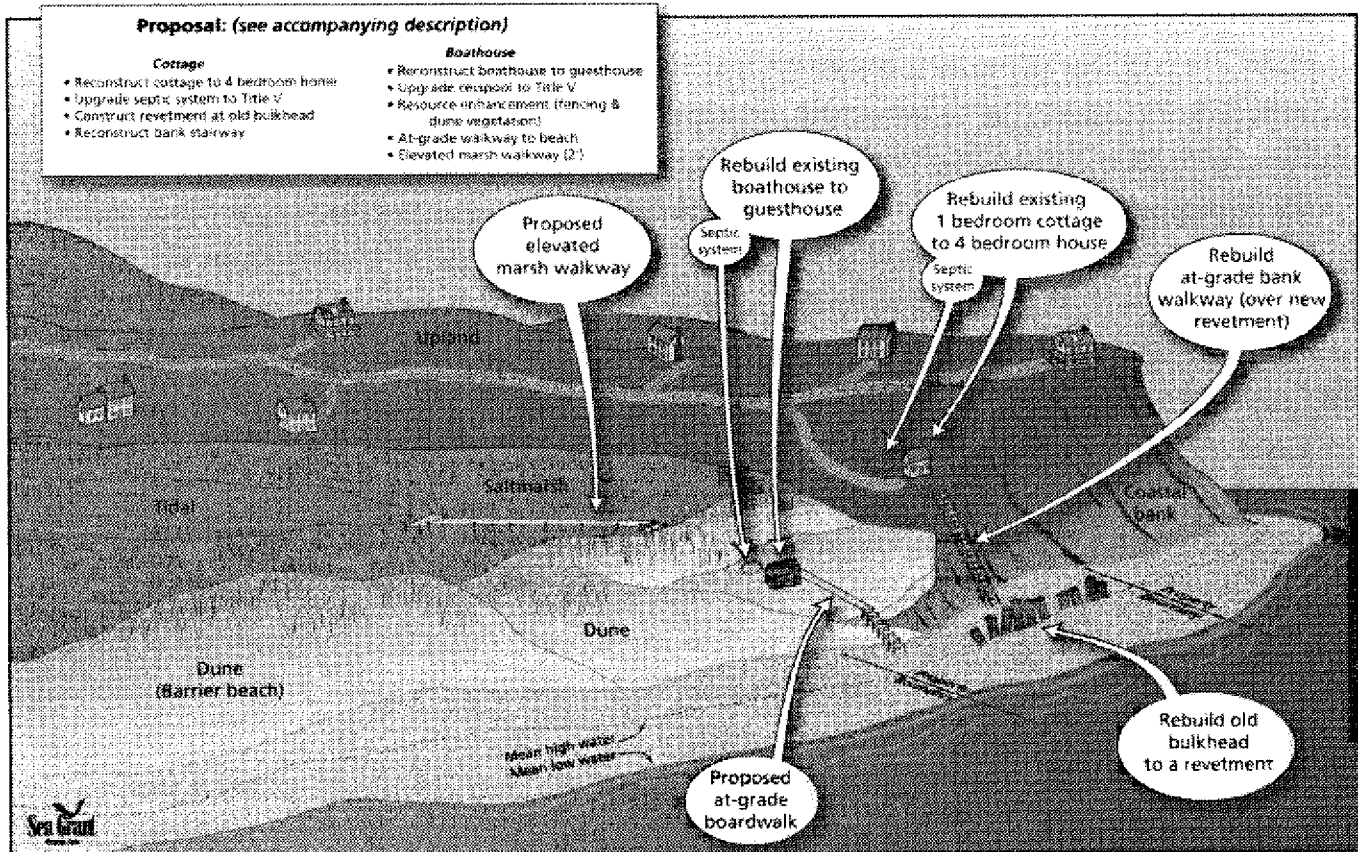 Proposal: (see accompanying description)
Cottage
• Reconstruct cottage to 4 bedroom home
• Upgrade septic system to Title V
• Construct revetment at old bulkhead
• Reconstruct bank stairway
Boathouse
• Reconstruct boathouse to guesthouse
• Upgrade cesspool to Title V
• Resource enhancement (fencing &
dune vegetation)
• At-grade walkway to beach
• Elevated marsh walkway (2')
Proposed
elevated
marsh walkway
Septic
system
Rebuild existing
boathouse to
guesthouse
Rebuild existing
1 bedroom cottage
to 4 bedroom house
Septic
system
Rebuild
at-grade bank
walkway (over new
revetment)
Upland
Saltmarsh
Tidal
Coastal
bank
Dune
Dune
(Barrier beach)
Mean high water
Mean low water
Proposed
at-grade
boardwalk
Rebuild old
bulkhead
to a revetment
Sea Grant